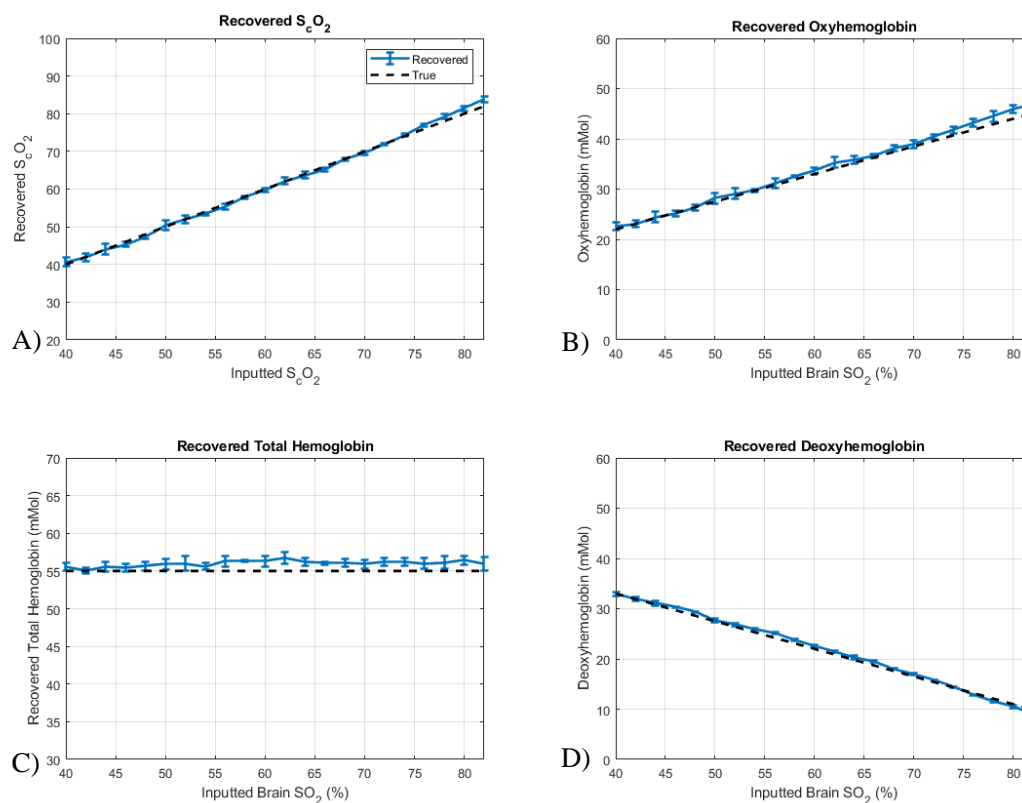 Recovered ScO2
Recovered ScO2
100
90
80
70
60
50
40
30
20
Recovered
True
40 45 50 55 60 65 70 75 80
Inputted ScO2
A)
Recovered Oxyhemoglobin
Oxyhemoglobin (mMol)
60
50
40
30
20
10
0
40 45 50 55 60 65 70 75 80
Inputted Brain SO2 (%)
B)
Recovered Total Hemoglobin
Recovered Total Hemoglobin (mMol)
70
65
60
55
50
45
40
35
30
40 45 50 55 60 65 70 75 80
Inputted Brain SO2 (%)
C)
Recovered Deoxyhemoglobin
Deoxyhemoglobin (mMol)
60
50
40
30
20
10
0
40 45 50 55 60 65 70 75 80
Inputted Brain SO2 (%)
D)